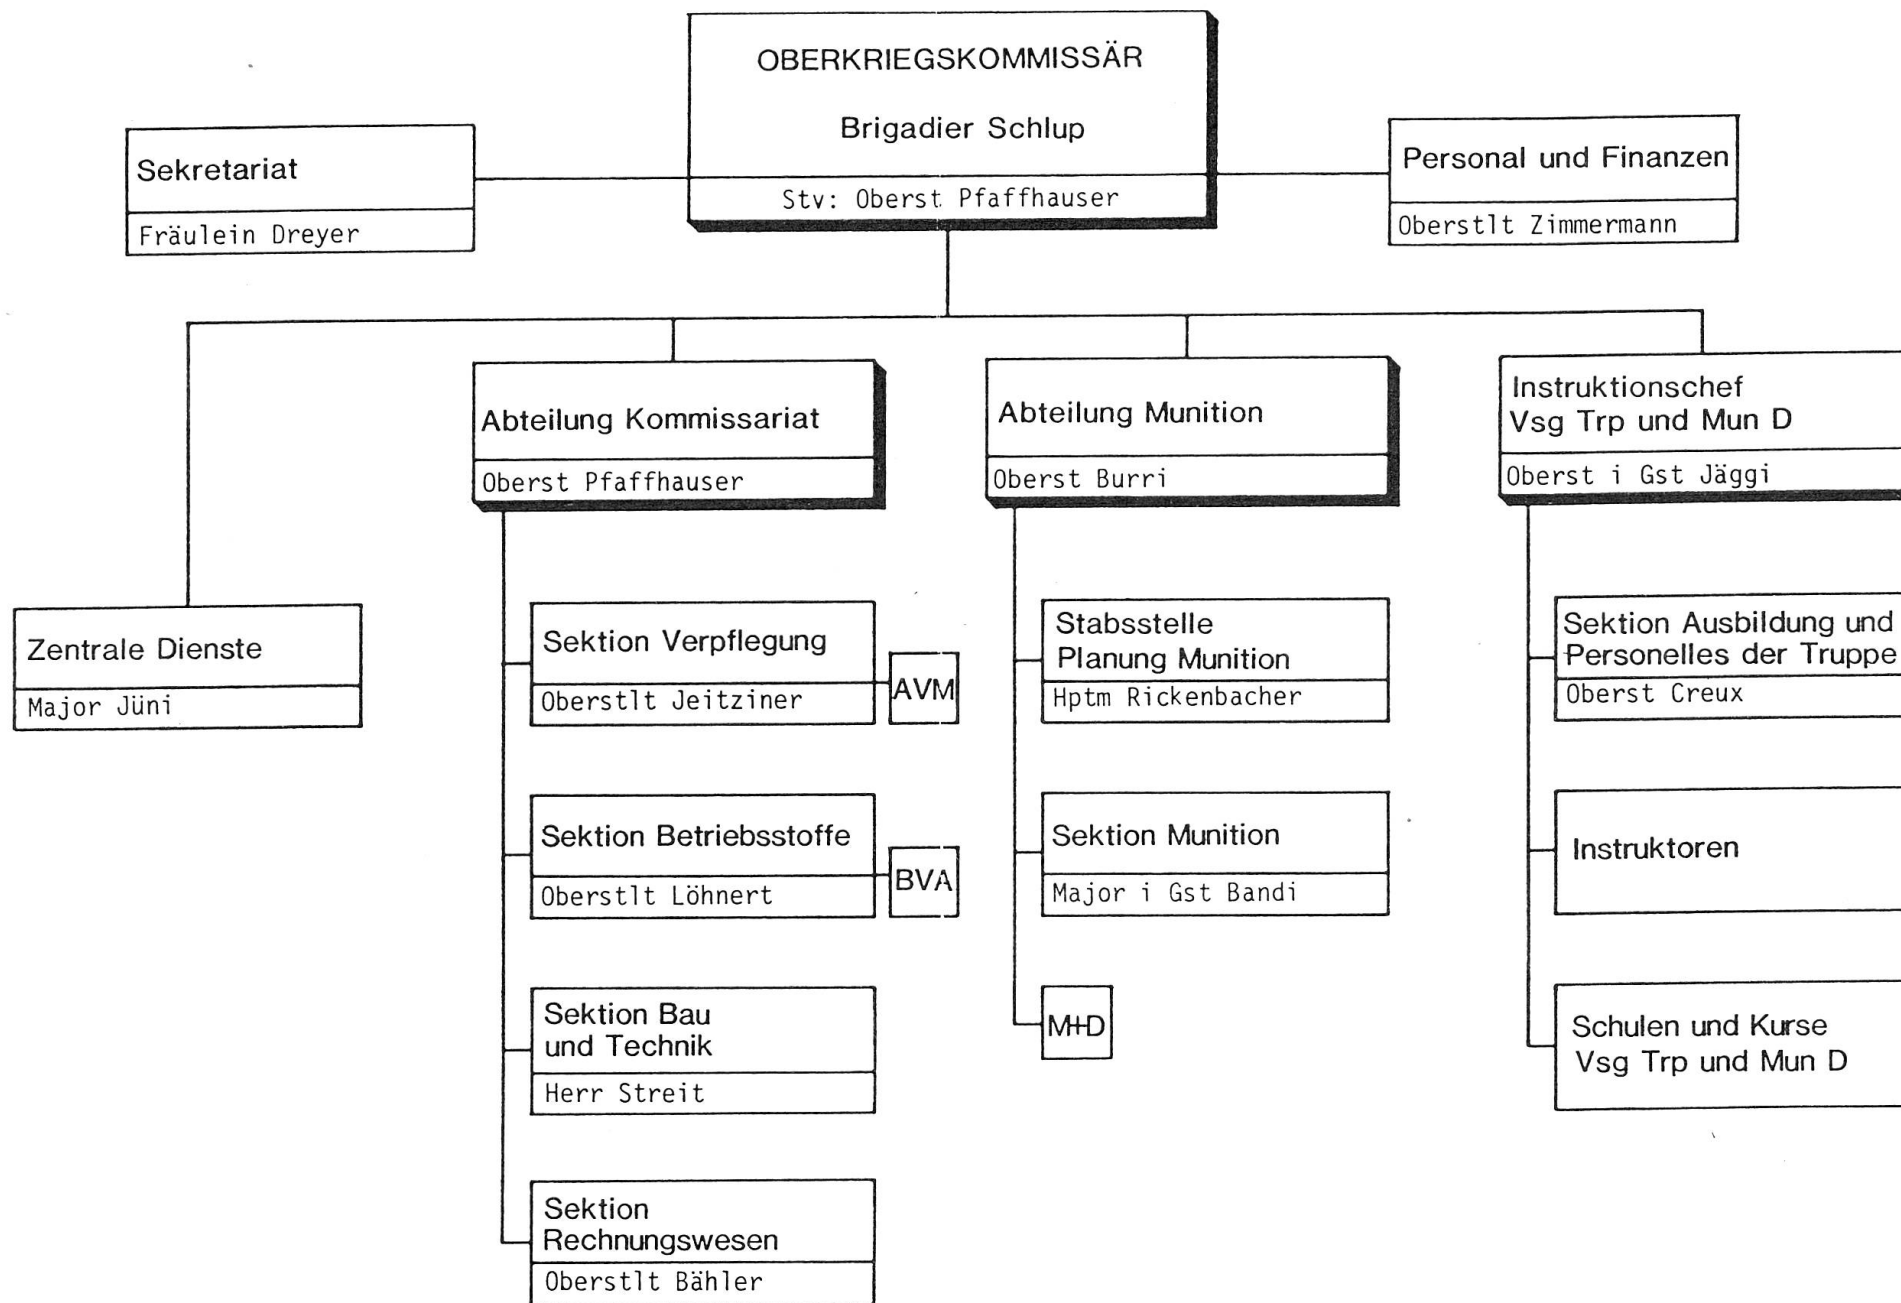 OBERKRIEGSKOMMISSÄR
Brigadier Schlup
Stv: Oberst Pfaffhauser
Sekretariat
Fräulein Dreyer
Personal und Finanzen
Oberstlt Zimmermann
Zentrale Dienste
Major Jüni
Abteilung Kommissariat
Oberst Pfaffhauser
Sektion Verpflegung
Oberstlt Jeitziner
AVM
Sektion Betriebsstoffe
Oberstlt Löhnert
BVA
Sektion Bau
und Technik
Herr Streit
Sektion
Rechnungswesen
Oberstlt Bähler
Abteilung Munition
Oberst Burri
Stabsstelle
Planung Munition
Hptm Rickenbacher
Sektion Munition
Major i Gst Bandi
M+D
Instruktionschef
Vsg Trp und Mun D
Oberst i Gst Jäggi
Sektion Ausbildung und
Personelles der Truppe
Oberst Creux
Instruktoren
Schulen und Kurse
Vsg Trp und Mun D